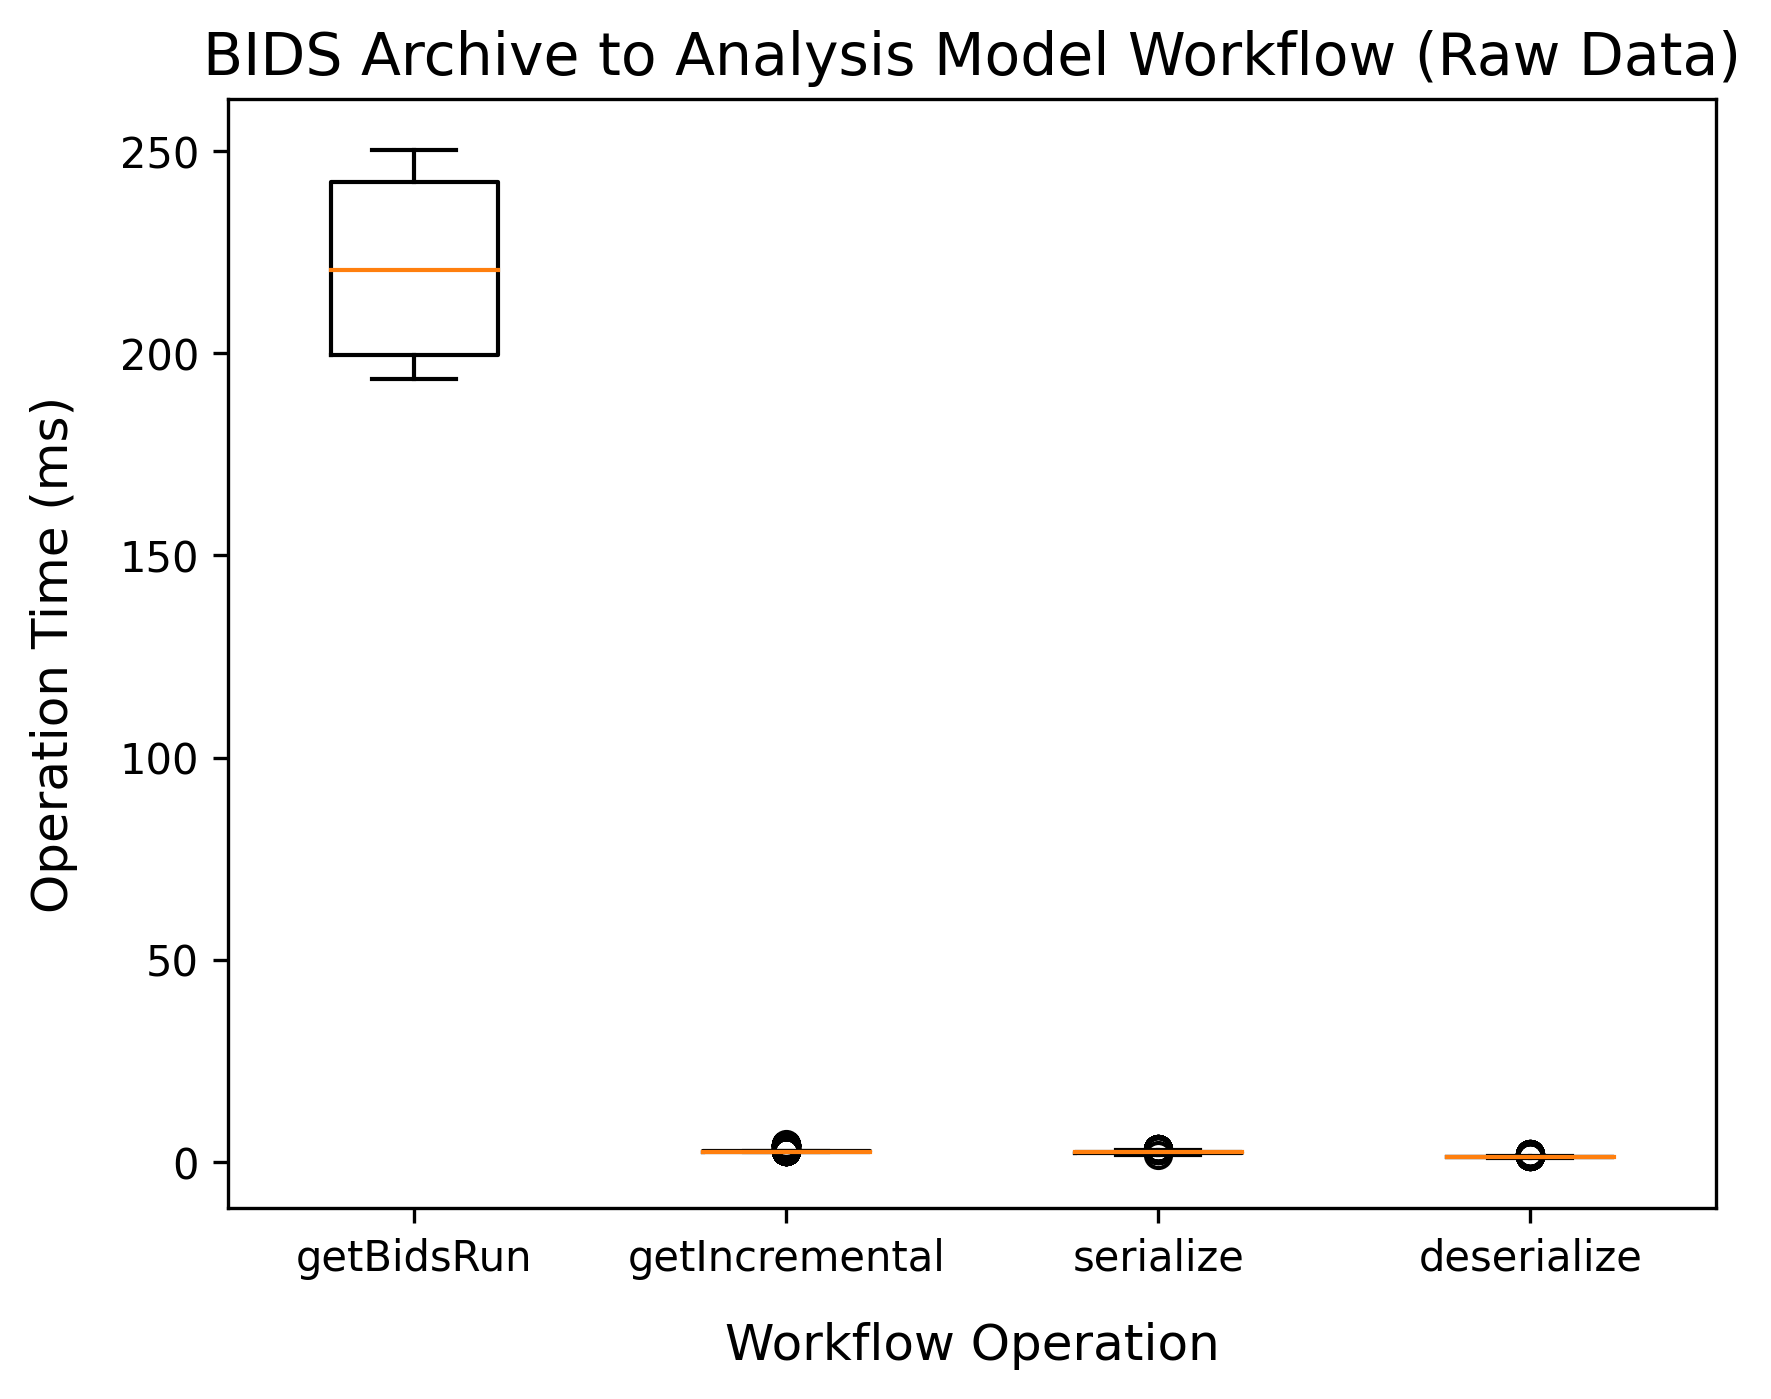 BIDS Archive to Analysis Model Workflow (Raw Data)
Operation Time (ms)
250
200
150
100
50
0
getBidsRun
getIncremental
serialize
deserialize
Workflow Operation